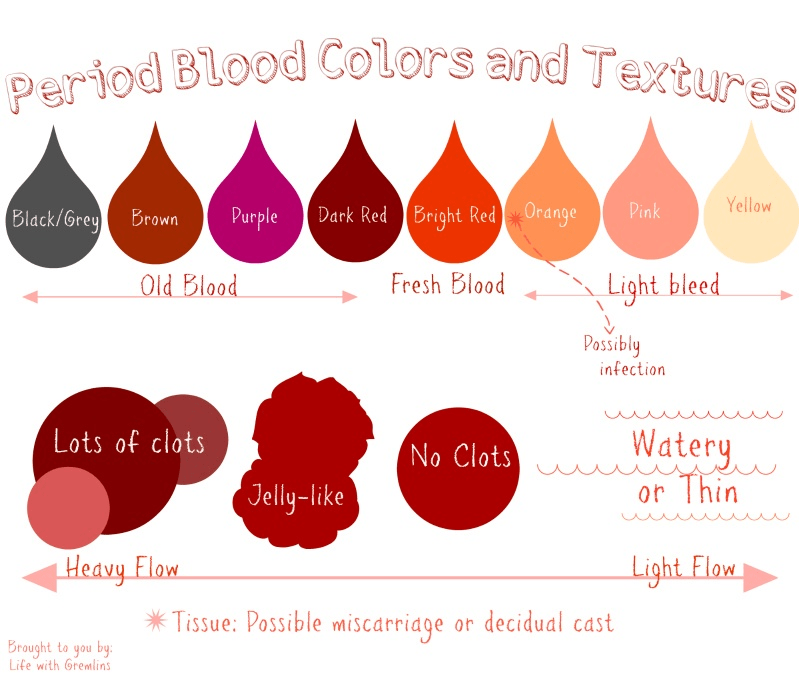 Period Blood Colors and Textures
Black/Grey
Brown
Purple
Dark Red
Bright Red
Orange
Pink
Yellow
Old Blood
Fresh Blood
Light bleed
Possibly
infection
Lots of clots
Jelly-like
No Clots
Watery
or Thin
Heavy Flow
Light Flow
Tissue: Possible miscarriage or decidual cast
Brought to you by:
Life with Gremlins